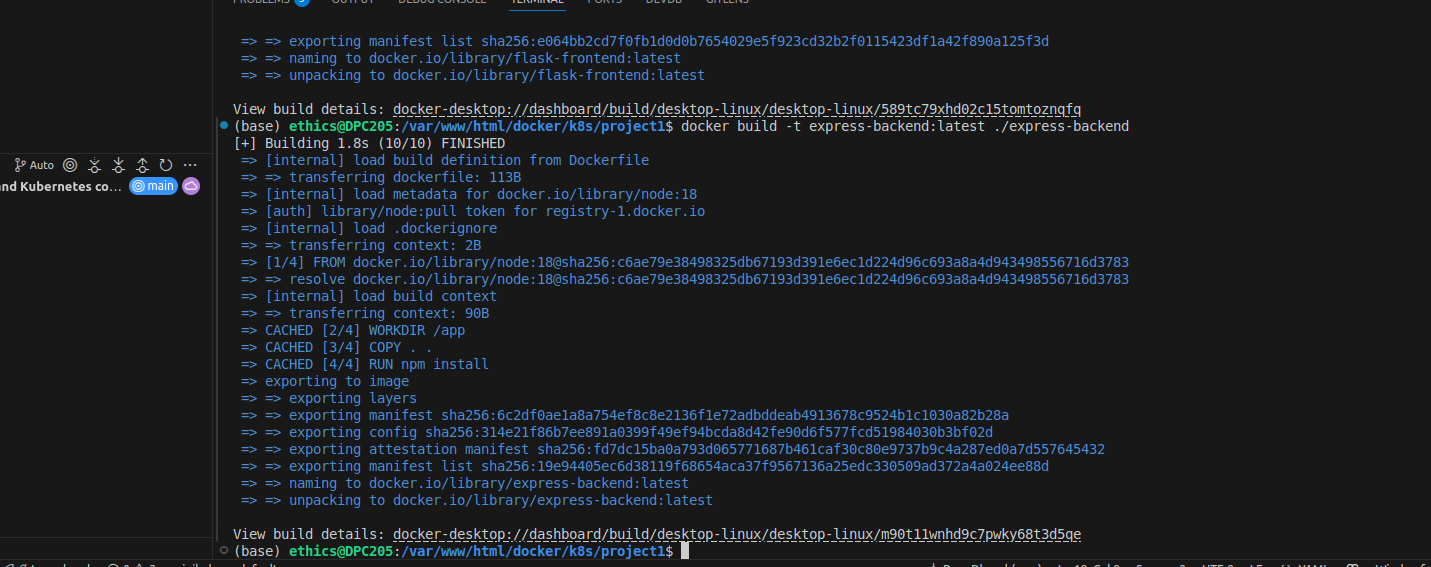 PROBLEMS 3 OUTPUT DEBUG CONSOLE TERMINAL PORTS DEVDB GITLENS
=> => exporting manifest list sha256:e064bb2cd7f0fb1d0d0b7654029e5f923cd32b2f0115423df1a42f890a125f3d
=> => naming to docker.io/library/flask-frontend:latest
=> => unpacking to docker.io/library/flask-frontend:latest
View build details: docker-desktop://dashboard/build/desktop-linux/desktop-linux/589tc79xhd02c15tomtoznqfq
(base) ethics@DPC205:/var/www/html/docker/k8s/project1$ docker build -t express-backend:latest ./express-backend
[+] Building 1.8s (10/10) FINISHED
=> [internal] load build definition from Dockerfile
Auto
=> => transferring dockerfile: 113B
and Kubernetes co... main
=> [internal] load metadata for docker.io/library/node:18
=> [auth] library/node:pull token for registry-1.docker.io
=> [internal] load .dockerignore
=> => transferring context: 2B
=> [1/4] FROM docker.io/library/node:18@sha256:c6ae79e38498325db67193d391e6ec1d224d96c693a8a4d943498556716d3783
=> => resolve docker.io/library/node:18@sha256:c6ae79e38498325db67193d391e6ec1d224d96c693a8a4d943498556716d3783
=> [internal] load build context
=> => transferring context: 90B
=> CACHED [2/4] WORKDIR /app
=> CACHED [3/4] COPY . .
=> CACHED [4/4] RUN npm install
=> exporting to image
=> => exporting layers
=> => exporting manifest sha256:6c2df0ae1a8a754ef8c8e2136f1e72adbddeab4913678c9524b1c1030a82b28a
=> => exporting config sha256:314e21f86b7ee891a0399f49ef94bcda8d42fe90d6f577fcd51984030b3bf02d
=> => exporting attestation manifest sha256:fd7dc15ba0a793d065771687b461caf30c80e9737b9c4a287ed0a7d557645432
=> => exporting manifest list sha256:19e94405ec6d38119f68654aca37f9567136a25edc330509ad372a4a024ee88d
=> => naming to docker.io/library/express-backend:latest
=> => unpacking to docker.io/library/express-backend:latest
View build details: docker-desktop://dashboard/build/desktop-linux/desktop-linux/m90t11wnhd9c7pwky68t3d5qe
(base) ethics@DPC205:/var/www/html/docker/k8s/project1$